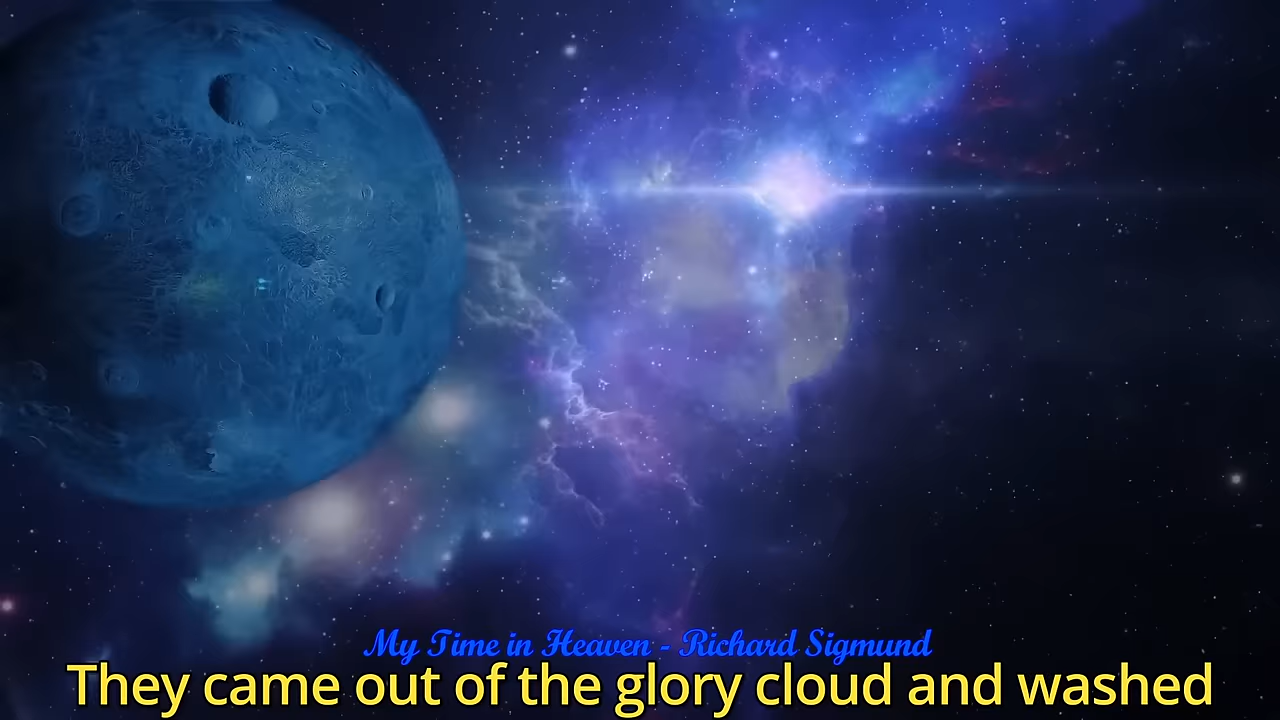 My Time in Heaven - Richard Sigmund
They came out of the glory cloud and washed